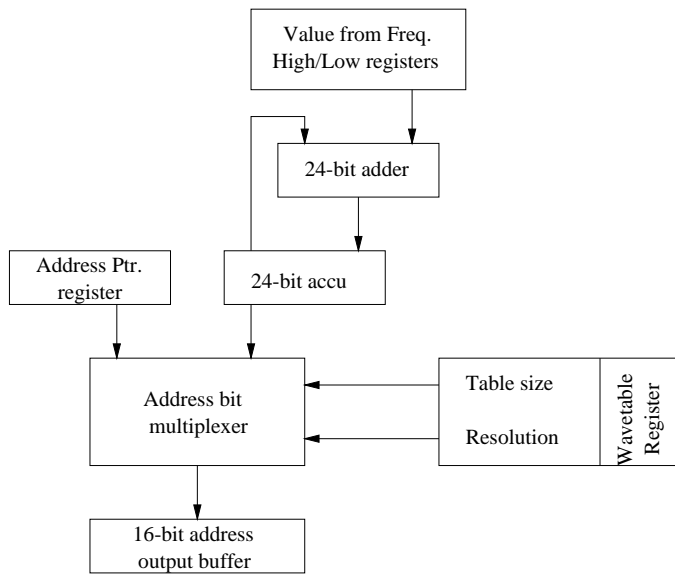 Value from Freq.
High/Low registers
24-bit adder
Address Ptr.
register
24-bit accu
Address bit
multiplexer
Table size
Resolution
Wavetable
Register
16-bit address
output buffer